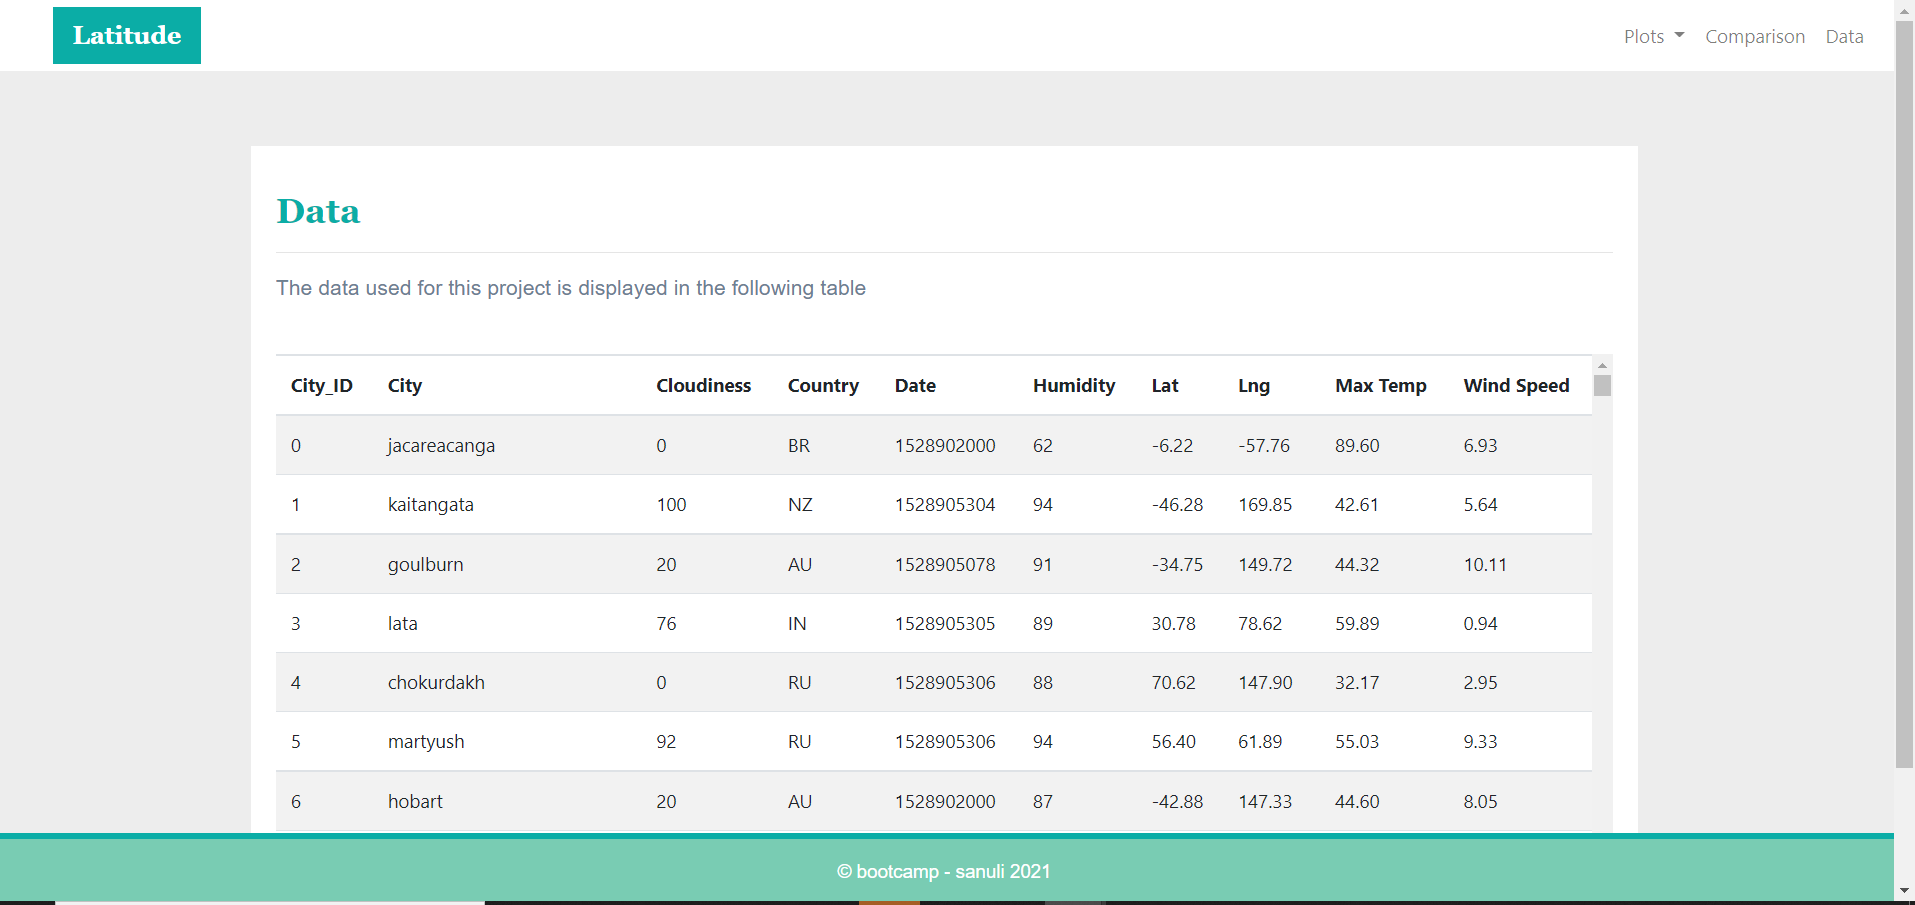 Latitude
Plots Comparison Data
Data
The data used for this project is displayed in the following table
City_ID City Cloudiness Country Date Humidity Lat Lng Max Temp Wind Speed
0 jacareacanga 0 BR 1528902000 62 -6.22 -57.76 89.60 6.93
1 kaitangata 100 NZ 1528905304 94 -46.28 169.85 42.61 5.64
2 goulburn 20 AU 1528905078 91 -34.75 149.72 44.32 10.11
3 lata 76 IN 1528905305 89 30.78 78.62 59.89 0.94
4 chokurdakh 0 RU 1528905306 88 70.62 147.90 32.17 2.95
5 martyush 92 RU 1528905306 94 56.40 61.89 55.03 9.33
6 hobart 20 AU 1528902000 87 -42.88 147.33 44.60 8.05
© bootcamp - sanuli 2021